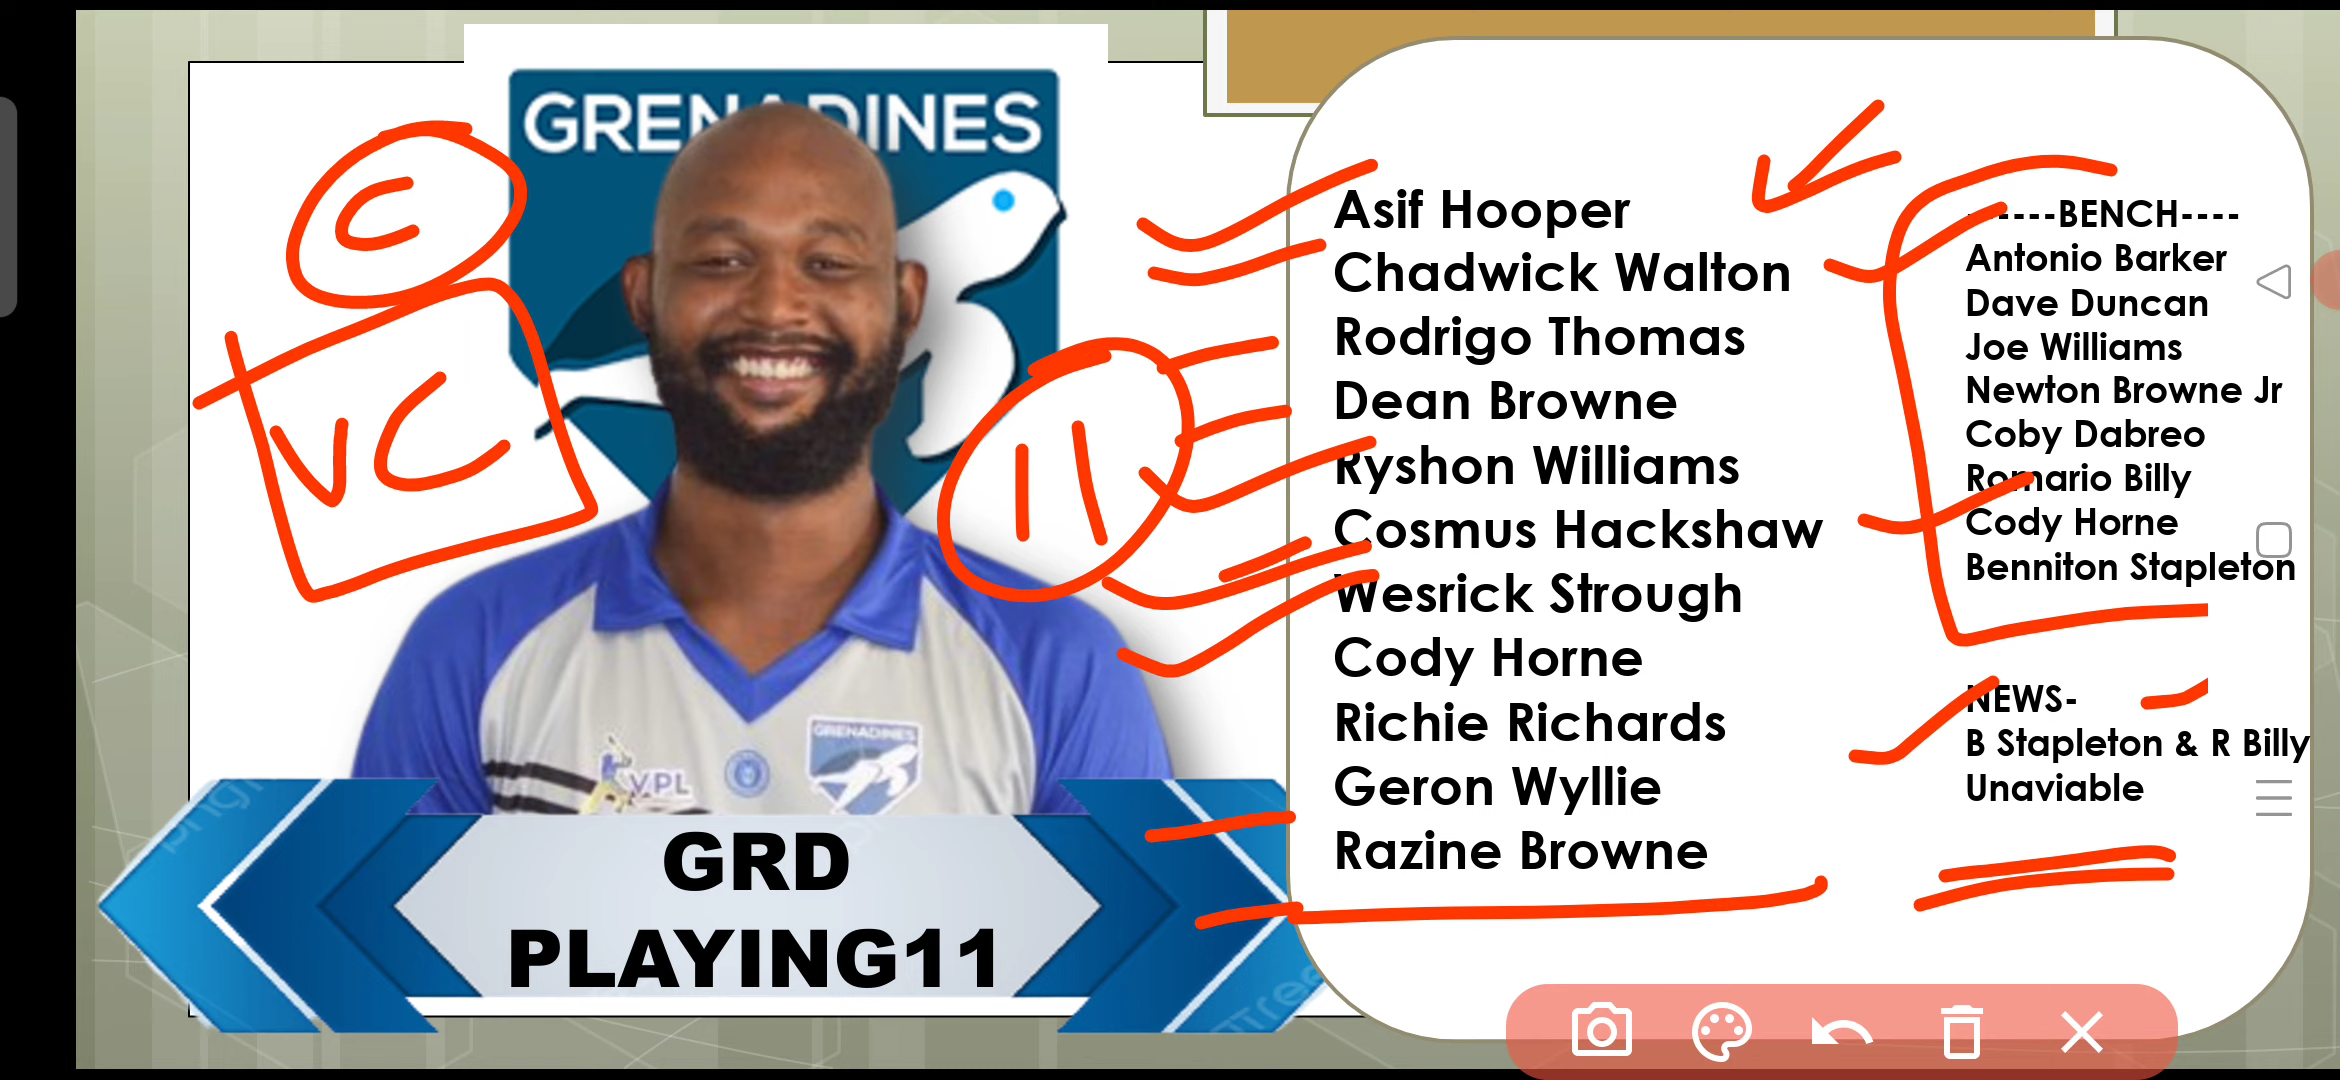 GRENADINES
C
VC
11
GRENADINES
VPL
GRD
PLAYING11
Asif Hooper
Chadwick Walton
Rodrigo Thomas
Dean Browne
Ryshon Williams
Cosmus Hackshaw
Wesrick Strough
Cody Horne
Richie Richards
Geron Wyllie
Razine Browne
------BENCH----
Antonio Barker
Dave Duncan
Joe Williams
Newton Browne Jr
Coby Dabreo
Romario Billy
Cody Horne
Benniton Stapleton
NEWS-
B Stapleton & R Billy
Unaviable